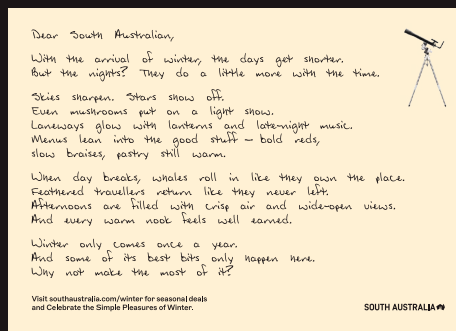 Dear South Australian,
With the arrival of winter, the days get shorter.
But the nights? They do a little more with the time.
Skies sharpen. Stars show off.
Even mushrooms put on a light show.
Laneways glow with lanterns and late-night music.
Menus lean into the good stuff – bold reds,
slow braises, pastry still warm.
When day breaks, whales roll in like they own the place.
Feathered travellers return like they never left.
Afternoons are filled with crisp air and wide-open views.
And every warm nook feels well earned.
Winter only comes once a year.
And some of its best bits only happen here.
Why not make the most of it?
Visit southaustralia.com/winter for seasonal deals
and Celebrate the Simple Pleasures of Winter.
SOUTH AUSTRALIA